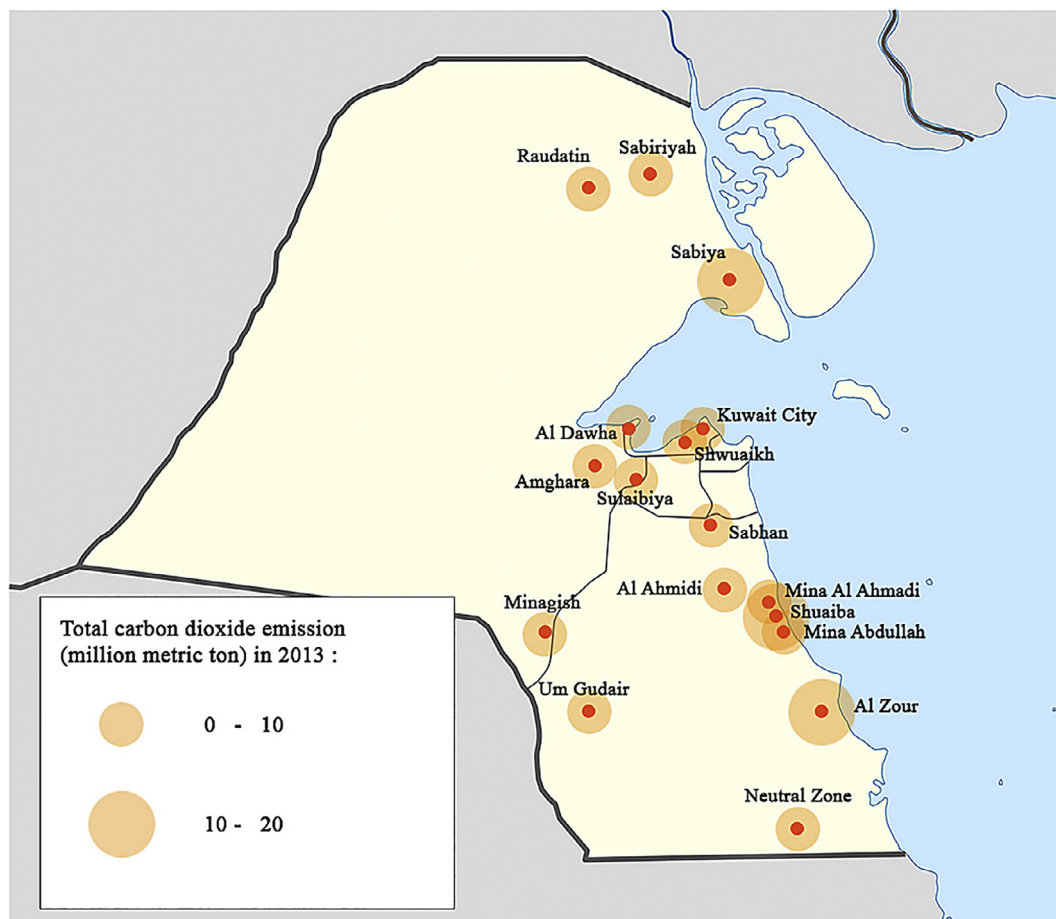 Sabiriyah
Raudatin
Sabiya
Kuwait City
Al Dawha
Shwuaikh
Amghara
Sulaibiya
Sabhan
Al Ahmidi
Mina Al Ahmadi
Shuaiba
Mina Abdullah
Minagish
Um Gudair
Al Zour
Neutral Zone
Total carbon dioxide emission
(million metric ton) in 2013 :
0 - 10
10 - 20